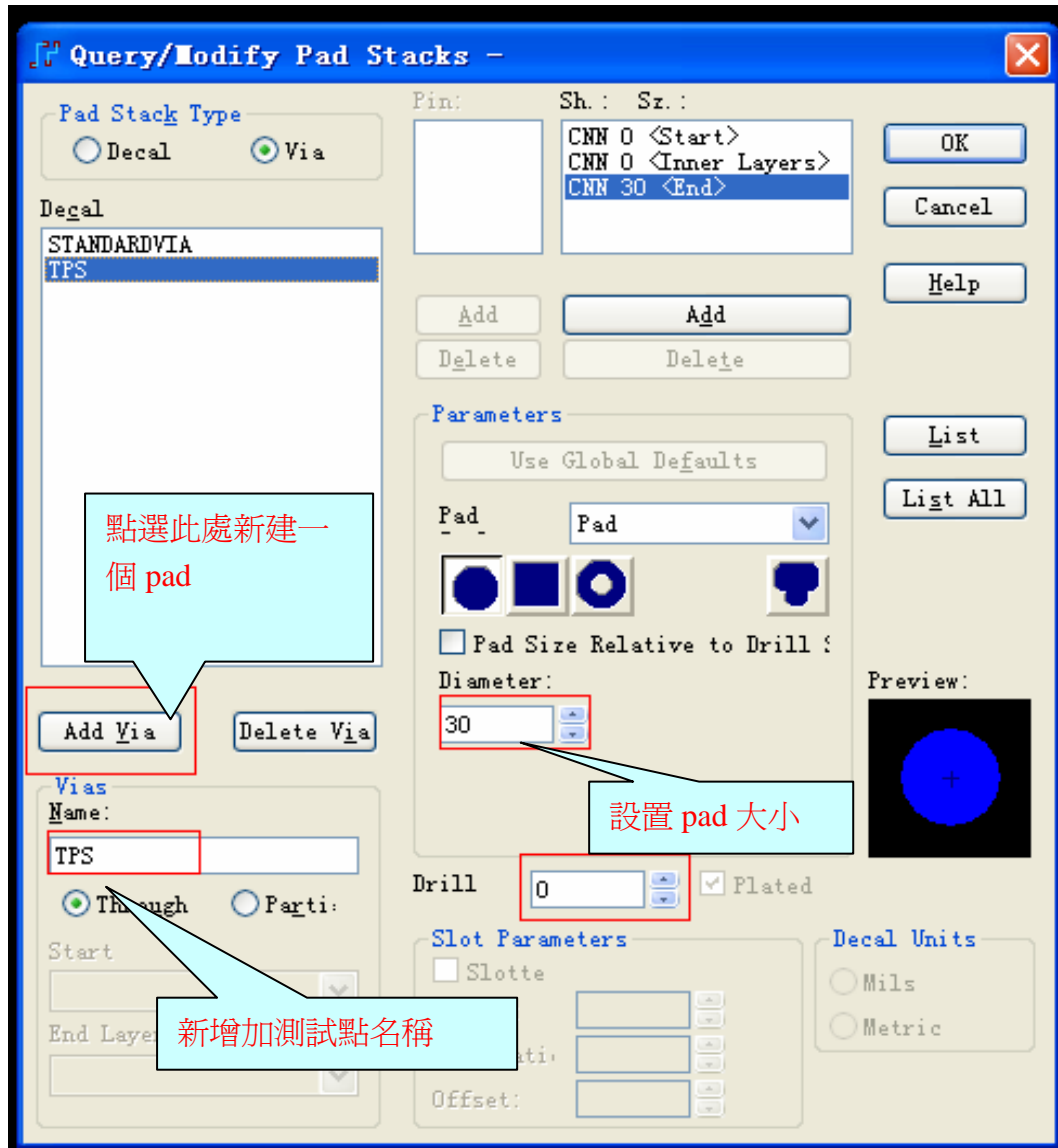 Query/Modify Pad Stacks -
Pad Stack Type
Decal
Via
Decal
STANDARDVIA
TPS
Pin:
Sh.: Sz.:
CNN 0 <Start>
CNN 0 <Inner Layers>
CNN 30 <End>
OK
Cancel
Help
Add
Add
Delete
Delete
Parameters
Use Global Defaults
List
List All
Pad
Pad
Pad Size Relative to Drill
Diameter:
30
Preview:
點選此處新建一
個 pad
Add Via
Delete Via
設置 pad 大小
Vias
Name:
TPS
Through
Parti
Drill
0
Plated
Start
End Layer
新增加測試點名稱
Slot Parameters
Slotte
ati
Offset:
Decal Units
Mils
Metric